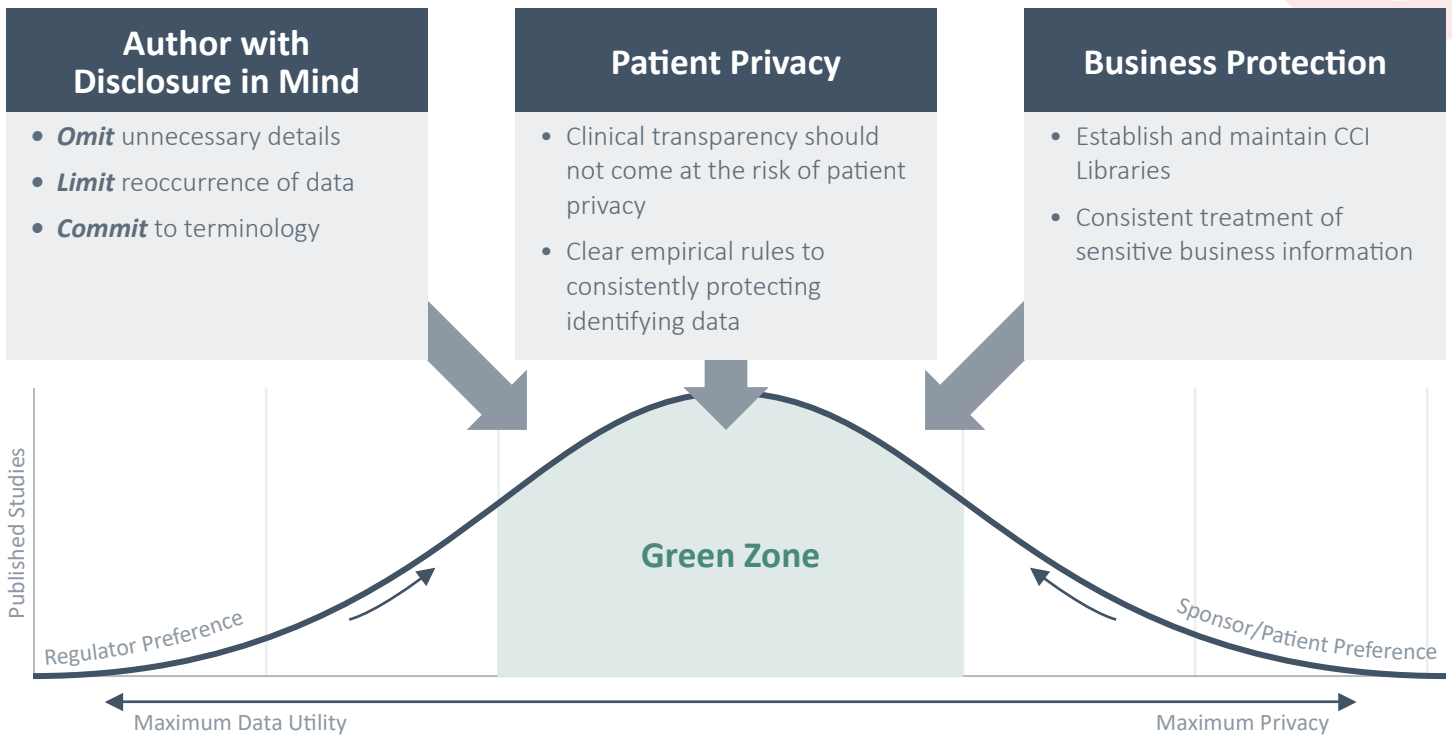 Author with
Disclosure in Mind
• Omit unnecessary details
• Limit reoccurrence of data
• Commit to terminology
Patient Privacy
• Clinical transparency should
not come at the risk of patient
privacy
• Clear empirical rules to
consistently protecting
identifying data
Business Protection
• Establish and maintain CCI
Libraries
• Consistent treatment of
sensitive business information
Published Studies
Regulator Preference
Green Zone
Sponsor/Patient Preference
Maximum Data Utility
Maximum Privacy